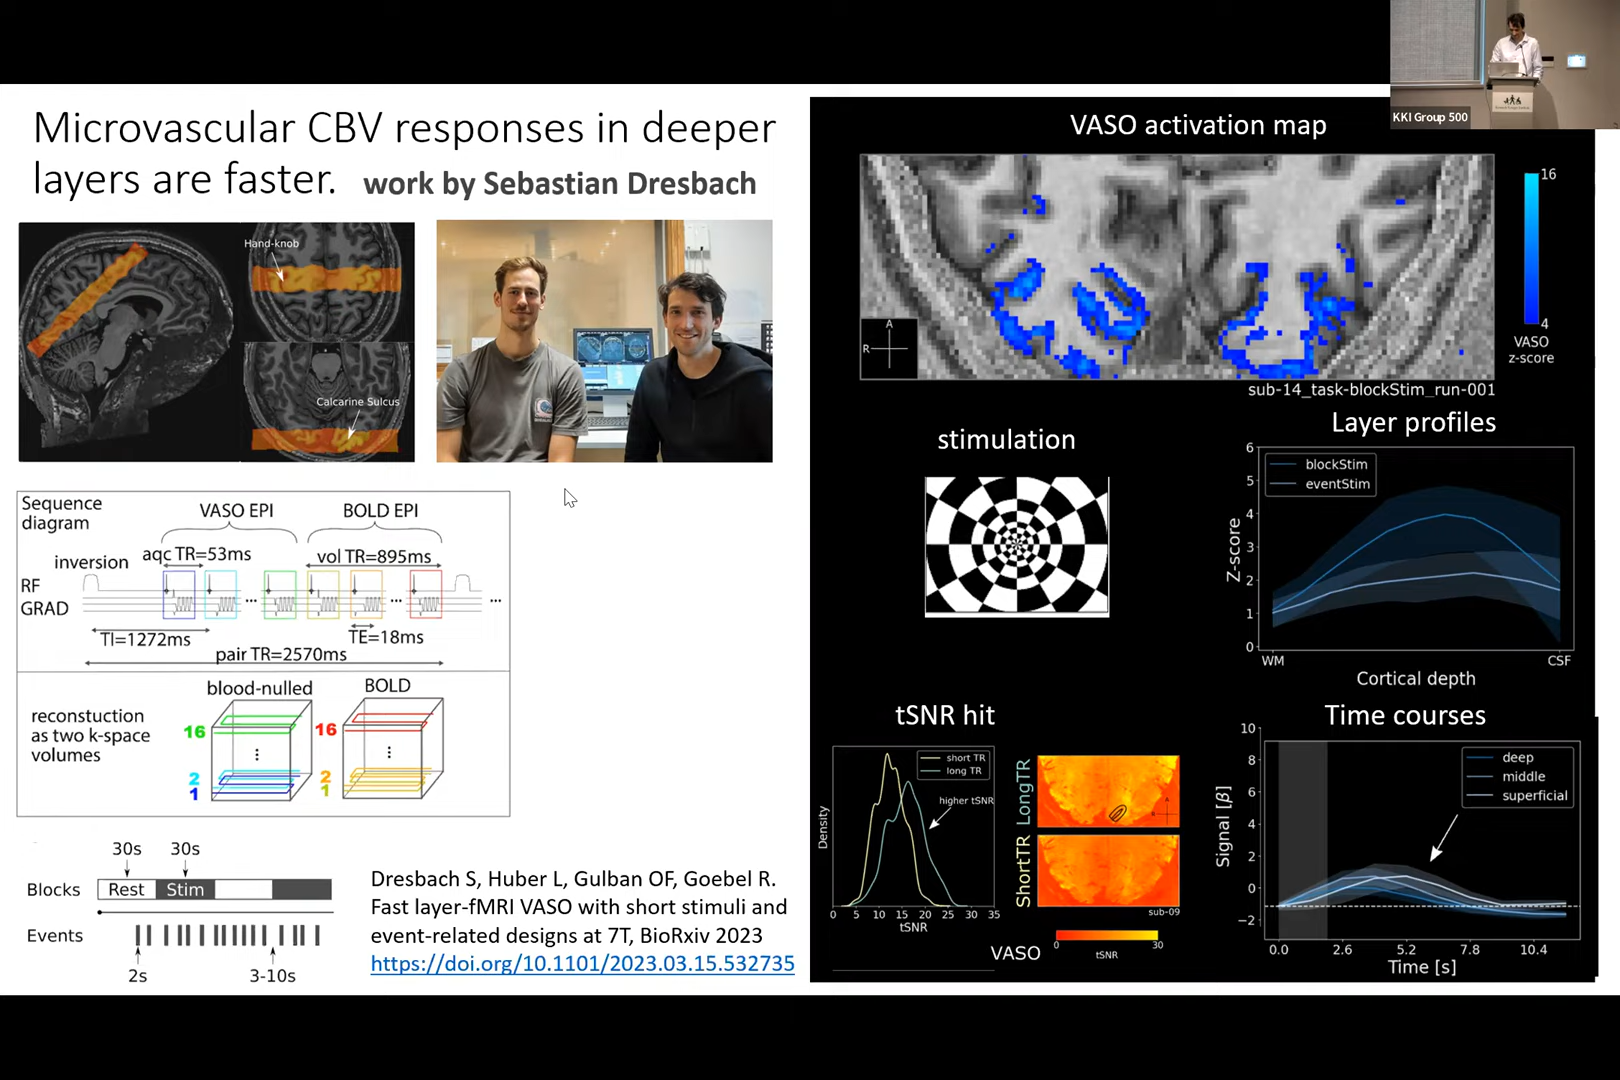 KKI Group 500
Microvascular CBV responses in deeper
layers are faster. work by Sebastian Dresbach
Hand-knob
Calcarine Sulcus
Sequence
diagram
VASO EPI
BOLD EPI
inversion
aqc TR=53ms
vol TR=895ms
RF
GRAD
...
...
...
TI=1272ms
TE=18ms
pair TR=2570ms
blood-nulled
BOLD
reconstuction
as two k-space
volumes
16
2
1
16
2
1
30s
30s
Blocks
Rest
Stim
Events
2s
3-10s
Dresbach S, Huber L, Gulban OF, Goebel R.
Fast layer-fMRI VASO with short stimuli and
event-related designs at 7T, BioRxiv 2023
https://doi.org/10.1101/2023.03.15.532735
VASO activation map
A
R
16
4
VASO
z-score
sub-14_task-blockStim_run-001
stimulation
Layer profiles
blockStim
eventStim
Z-score
6
5
4
3
2
1
0
WM
CSF
Cortical depth
tSNR hit
short TR
long TR
higher tSNR
Density
0
5
10
15
20
25
30
35
tSNR
LongTR
ShortTR
A
sub-09
VASO
0
30
tSNR
Time courses
deep
middle
superficial
Signal [β]
10
8
6
4
2
0
−2
0.0
2.6
5.2
7.8
10.4
Time [s]